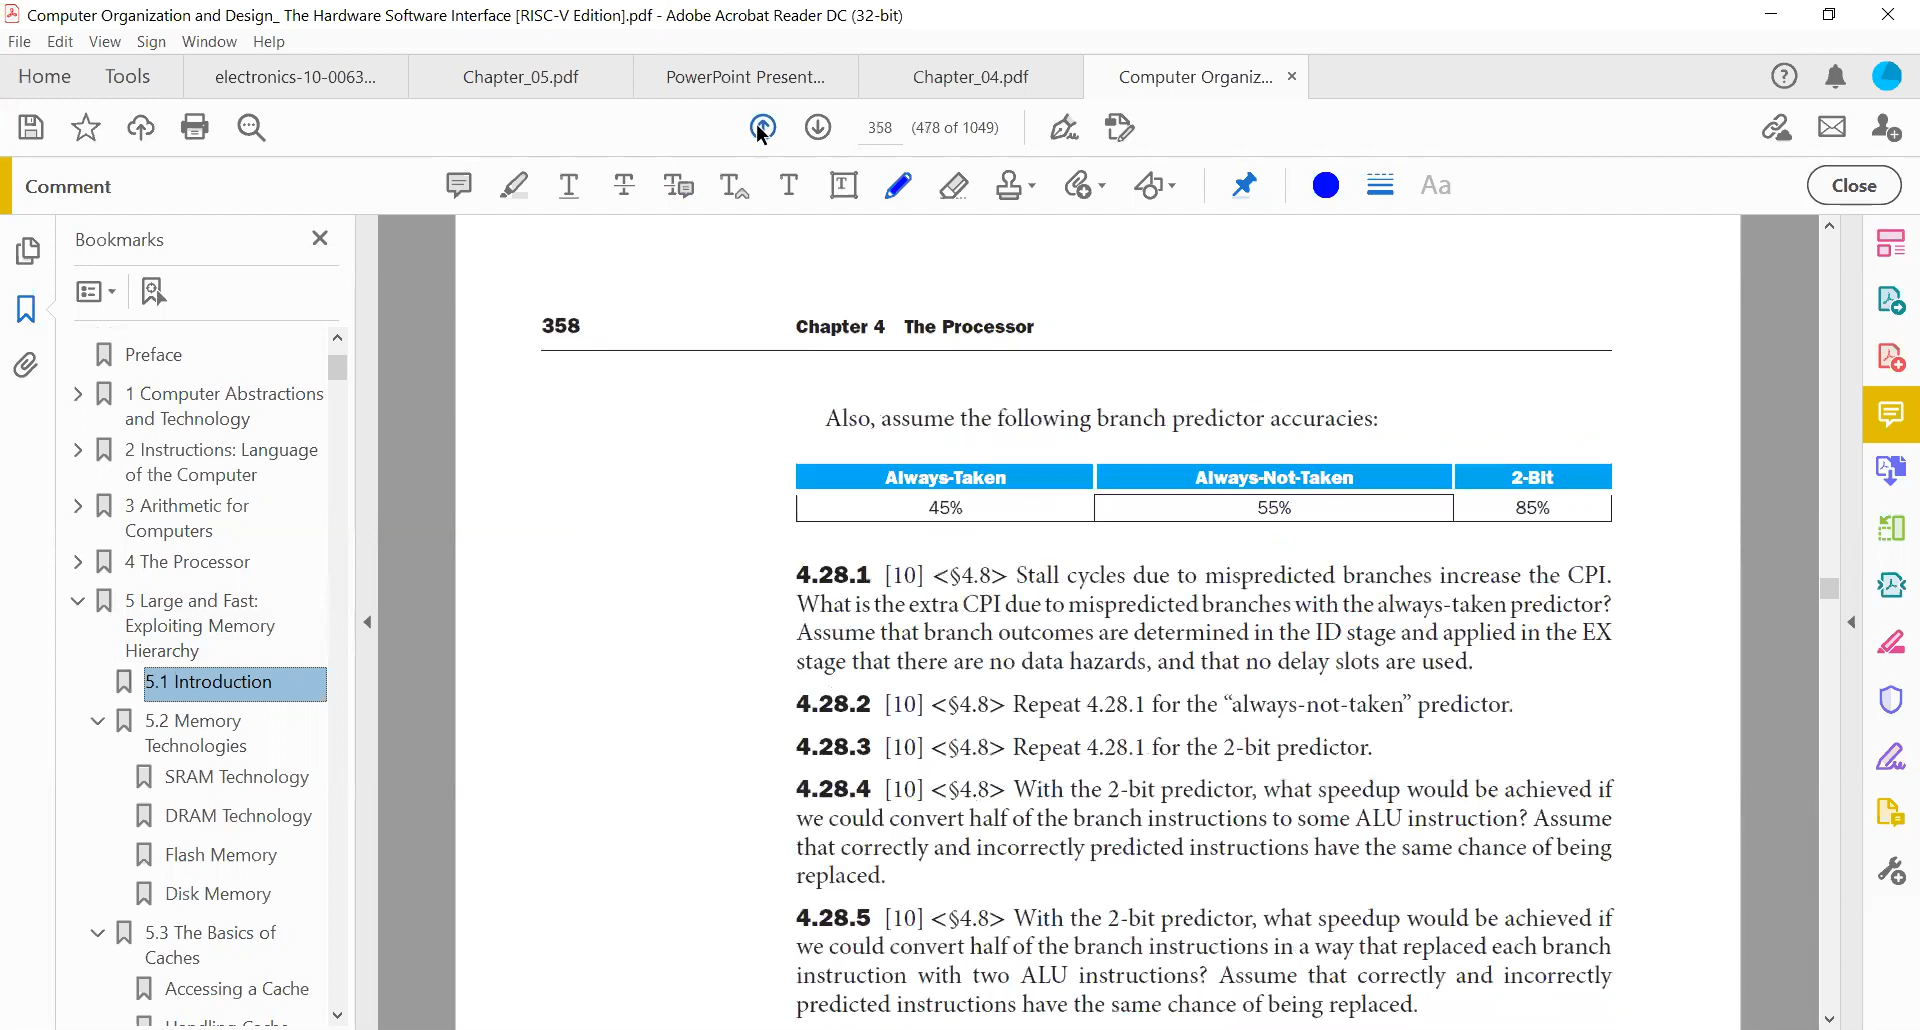 Computer Organization and Design_ The Hardware Software Interface [RISC-V Edition].pdf - Adobe Acrobat Reader DC (32-bit)
File Edit View Sign Window Help
Home Tools electronics-10-0063... Chapter_05.pdf PowerPoint Present... Chapter_04.pdf Computer Organiz...
358 (478 of 1049)
Comment
Aa
Close
Bookmarks
Preface
1 Computer Abstractions
and Technology
2 Instructions: Language
of the Computer
3 Arithmetic for
Computers
4 The Processor
5 Large and Fast:
Exploiting Memory
Hierarchy
5.1 Introduction
5.2 Memory
Technologies
SRAM Technology
DRAM Technology
Flash Memory
Disk Memory
5.3 The Basics of
Caches
Accessing a Cache
358 Chapter 4 The Processor
Also, assume the following branch predictor accuracies:
Always-Taken Always-Not-Taken 2-Bit
45% 55% 85%
4.28.1 [10] <§4.8> Stall cycles due to mispredicted branches increase the CPI.
What is the extra CPI due to mispredicted branches with the always-taken predictor?
Assume that branch outcomes are determined in the ID stage and applied in the EX
stage that there are no data hazards, and that no delay slots are used.
4.28.2 [10] <§4.8> Repeat 4.28.1 for the “always-not-taken” predictor.
4.28.3 [10] <§4.8> Repeat 4.28.1 for the 2-bit predictor.
4.28.4 [10] <§4.8> With the 2-bit predictor, what speedup would be achieved if
we could convert half of the branch instructions to some ALU instruction? Assume
that correctly and incorrectly predicted instructions have the same chance of being
replaced.
4.28.5 [10] <§4.8> With the 2-bit predictor, what speedup would be achieved if
we could convert half of the branch instructions in a way that replaced each branch
instruction with two ALU instructions? Assume that correctly and incorrectly
predicted instructions have the same chance of being replaced.